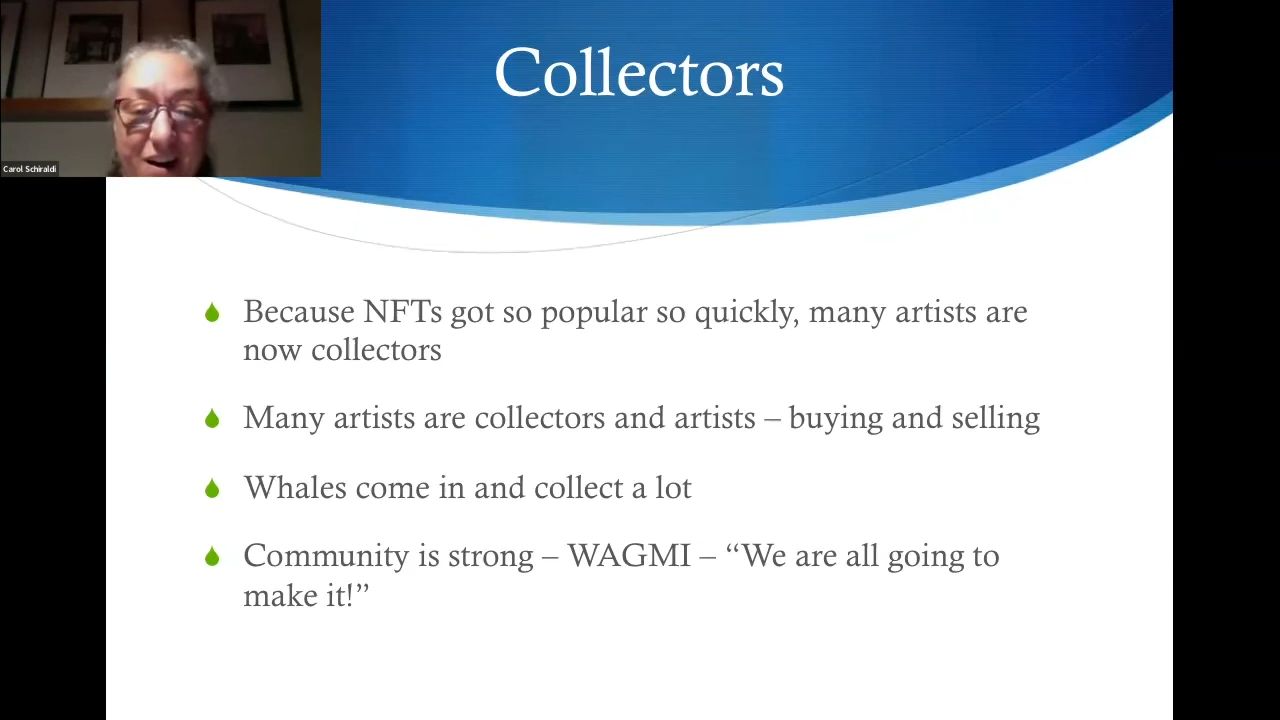 Collectors
Carol Schiraldi
Because NFTs got so popular so quickly, many artists are
now collectors
Many artists are collectors and artists – buying and selling
Whales come in and collect a lot
Community is strong – WAGMI – “We are all going to
make it!”